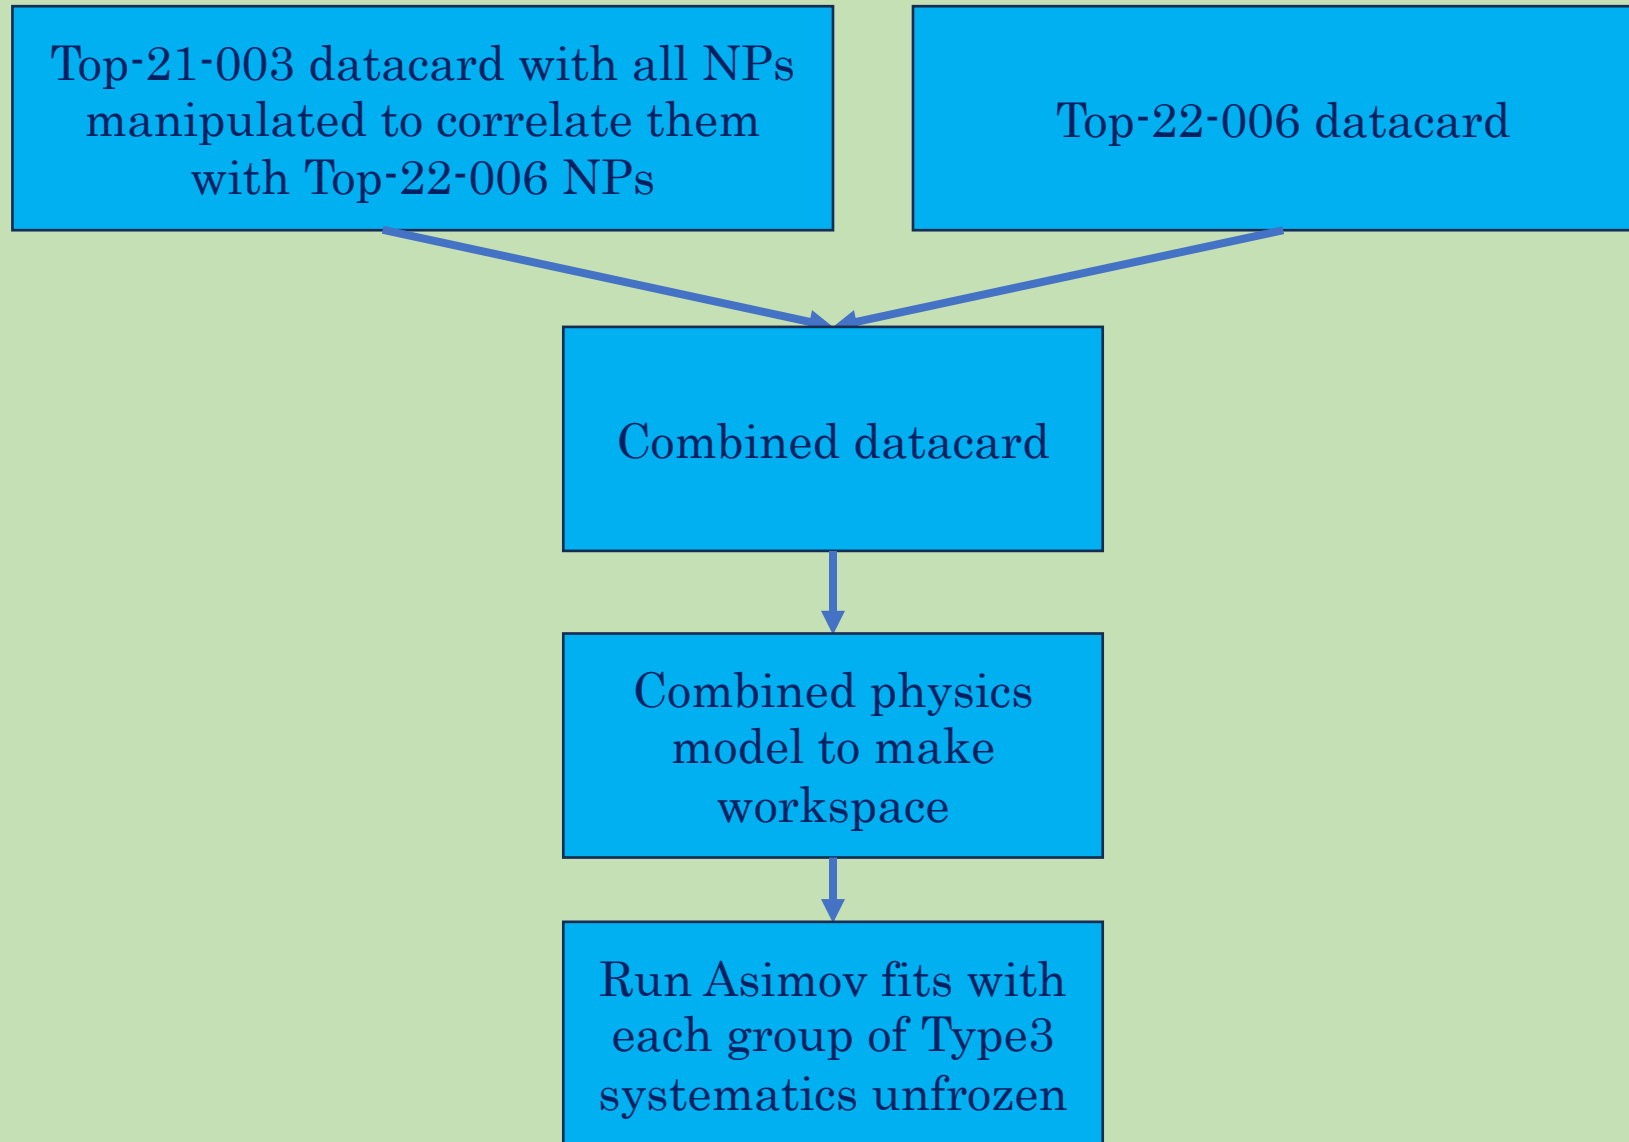 Top-21-003 datacard with all NPs
manipulated to correlate them
with Top-22-006 NPs
Top-22-006 datacard
Combined datacard
Combined physics
model to make
workspace
Run Asimov fits with
each group of Type3
systematics unfrozen